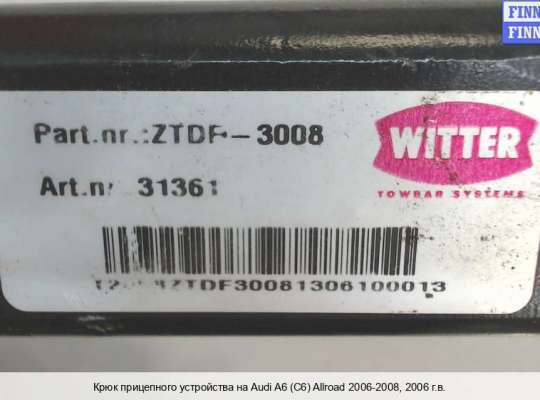 FINN
FINN
Part.nr.:ZTDF-3008
WITTER
TOWBAR SYSTEMS
Art.nr 31361
Крюк прицепного устройства на Audi A6 (C6) Allroad 2006-2008, 2006 г.в.